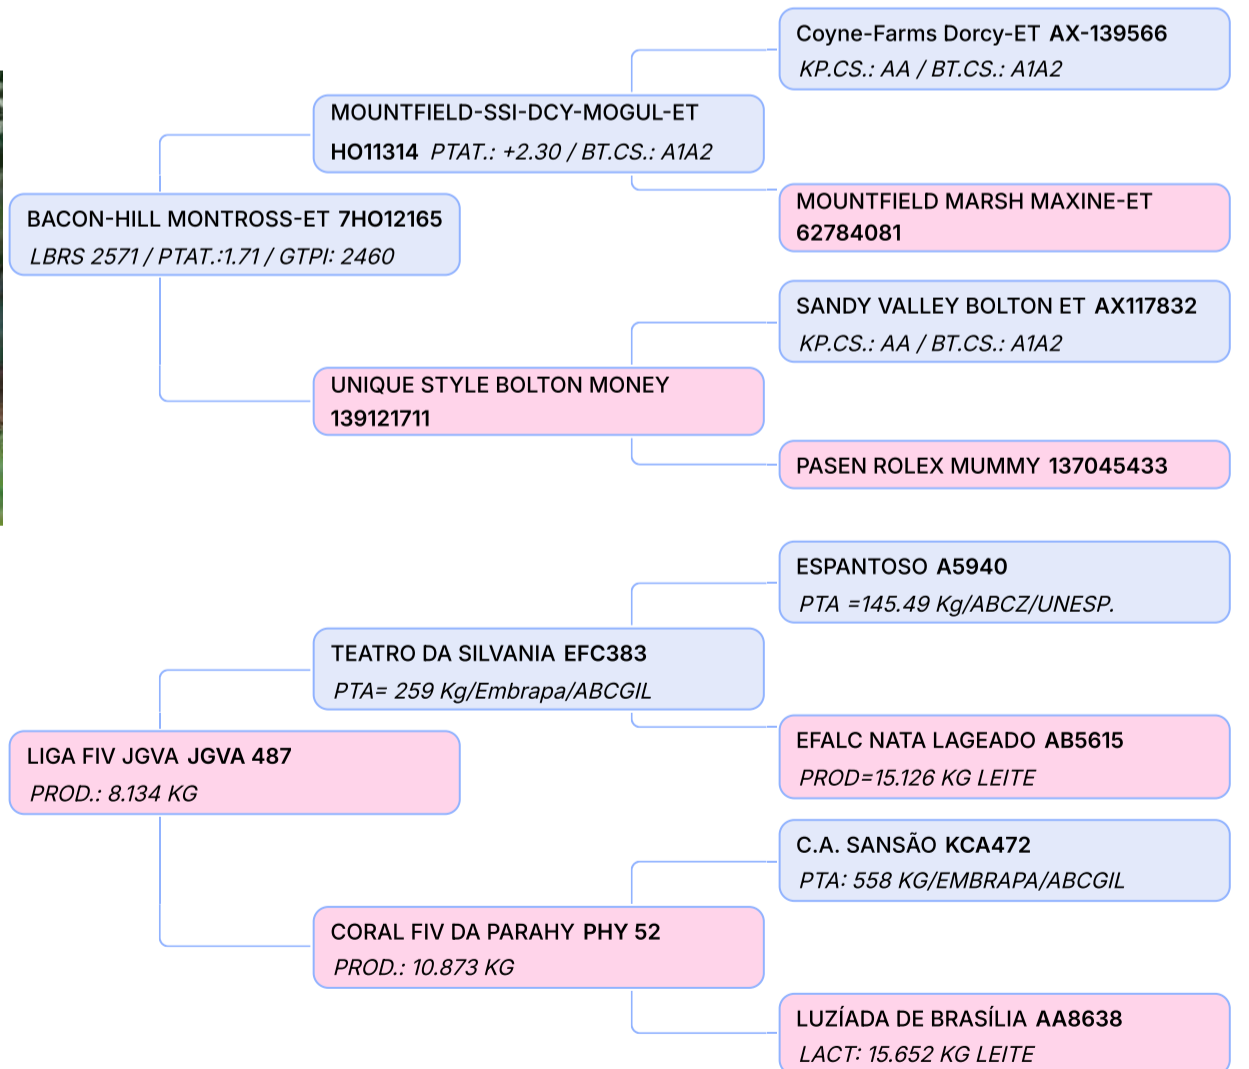 Coyne-Farms Dorcy-ET AX-139566
KP.CS.: AA / BT.CS.: A1A2
MOUNTFIELD-SSI-DCY-MOGUL-ET
HO11314 PTAT.: +2.30 / BT.CS.: A1A2
MOUNTFIELD MARSH MAXINE-ET
62784081
BACON-HILL MONTROSS-ET 7HO12165
LBRS 2571 / PTAT.:1.71 / GTPI: 2460
SANDY VALLEY BOLTON ET AX117832
KP.CS.: AA / BT.CS.: A1A2
UNIQUE STYLE BOLTON MONEY
139121711
PASEN ROLEX MUMMY 137045433
ESPANTOSO A5940
PTA =145.49 Kg/ABCZ/UNESP.
TEATRO DA SILVANIA EFC383
PTA= 259 Kg/Embrapa/ABCGIL
EFALC NATA LAGEADO AB5615
PROD=15.126 KG LEITE
LIGA FIV JGVA JGVA 487
PROD.: 8.134 KG
C.A. SANSÃO KCA472
PTA: 558 KG/EMBRAPA/ABCGIL
CORAL FIV DA PARAHY PHY 52
PROD.: 10.873 KG
LUZÍADA DE BRASÍLIA AA8638
LACT: 15.652 KG LEITE